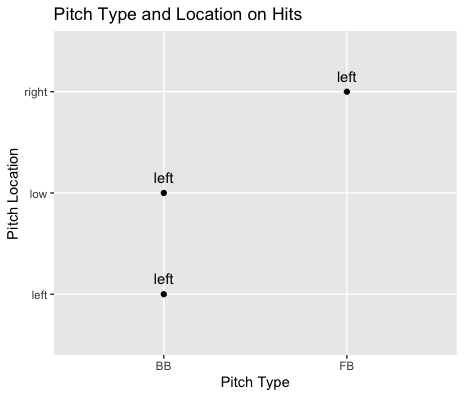 Pitch Type and Location on Hits
left
right
left
low
left
left
BB
FB
Pitch Type
Pitch Location